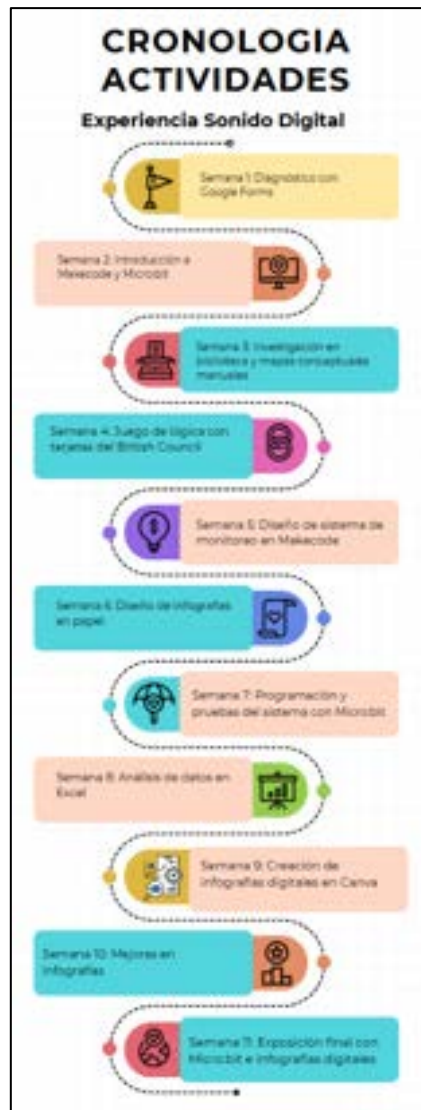 CRONOLOGIA
ACTIVIDADES
Experiencia Sonido Digital
Semana 1: Diagnóstico con
Google Forms
Semana 2: Introducción a
Makecode y Microbit
Semana 3: Investigación en
biblioteca y mapas conceptuales
manuales
Semana 4: Juego de lógica con
tarjetas del British Council
Semana 5: Diseño de sistema de
monitoreo en Makecode
Semana 6: Diseño de infografías
en papel
Semana 7: Programación y
pruebas del sistema con Microbit
Semana 8: Análisis de datos en
Excel
Semana 9: Creación de
infografías digitales en Canva
Semana 10: Mejoras en
infografías
Semana 11: Exposición final con
Micro:bit e infografías digitales